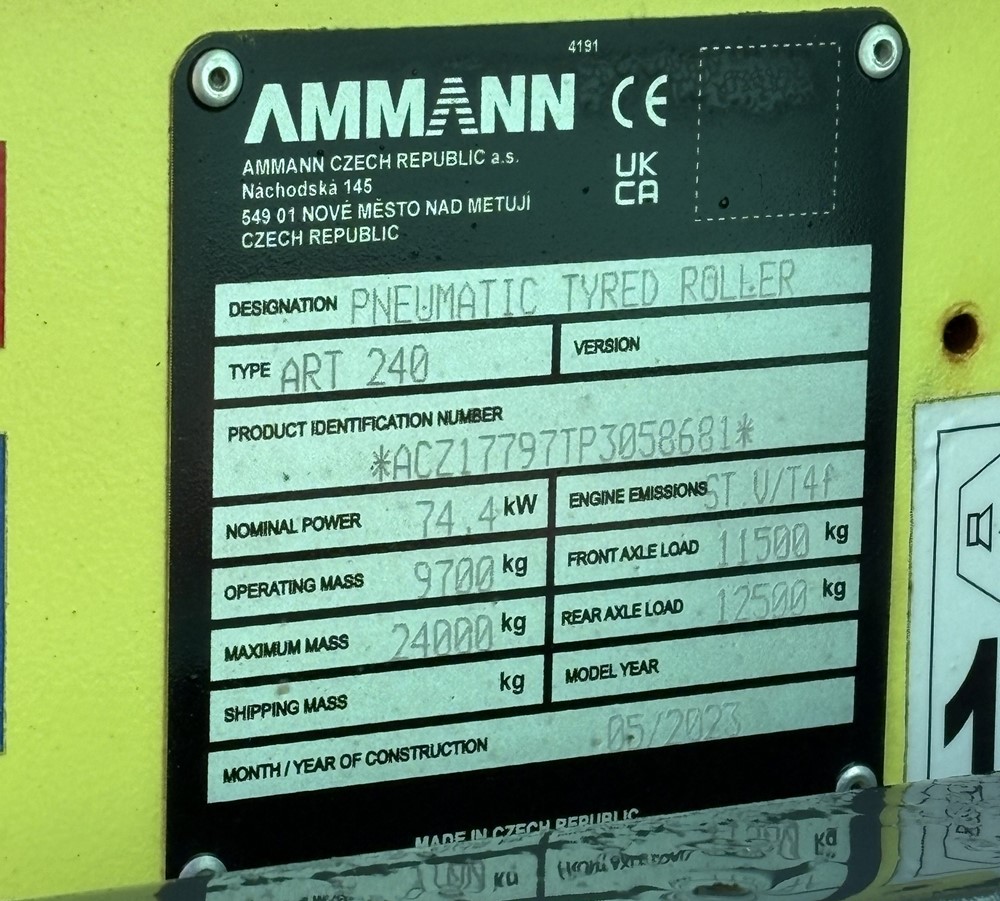 4191
AMMANN CE
AMMANN CZECH REPUBLIC a.s.
Náchodská 145
549 01 NOVÉ MĚSTO NAD METUJÍ
CZECH REPUBLIC
UK
CA
DESIGNATION PNEUMATIC TYRED ROLLER
TYPE ART 240 VERSION
PRODUCT IDENTIFICATION NUMBER
*ACZ17797TP3058681*
NOMINAL POWER 74.4 kW ENGINE EMISSIONS ST.V/T4f
OPERATING MASS 9700 kg FRONT AXLE LOAD 11500 kg
MAXIMUM MASS 24000 kg REAR AXLE LOAD 12500 kg
SHIPPING MASS kg MODEL YEAR
MONTH / YEAR OF CONSTRUCTION 05/2023
MADE IN CZECH REPUBLIC
1